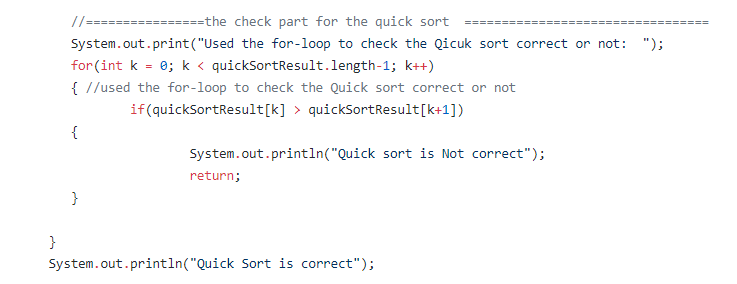 //================the check part for the quick sort  =================================
System.out.print("Used the for-loop to check the Qicuk sort correct or not:  ");
for(int k = 0; k < quickSortResult.length-1; k++)
{ //used the for-loop to check the Quick sort correct or not
if(quickSortResult[k] > quickSortResult[k+1])
{
System.out.println("Quick sort is Not correct");
return;
}
}
System.out.println("Quick Sort is correct");